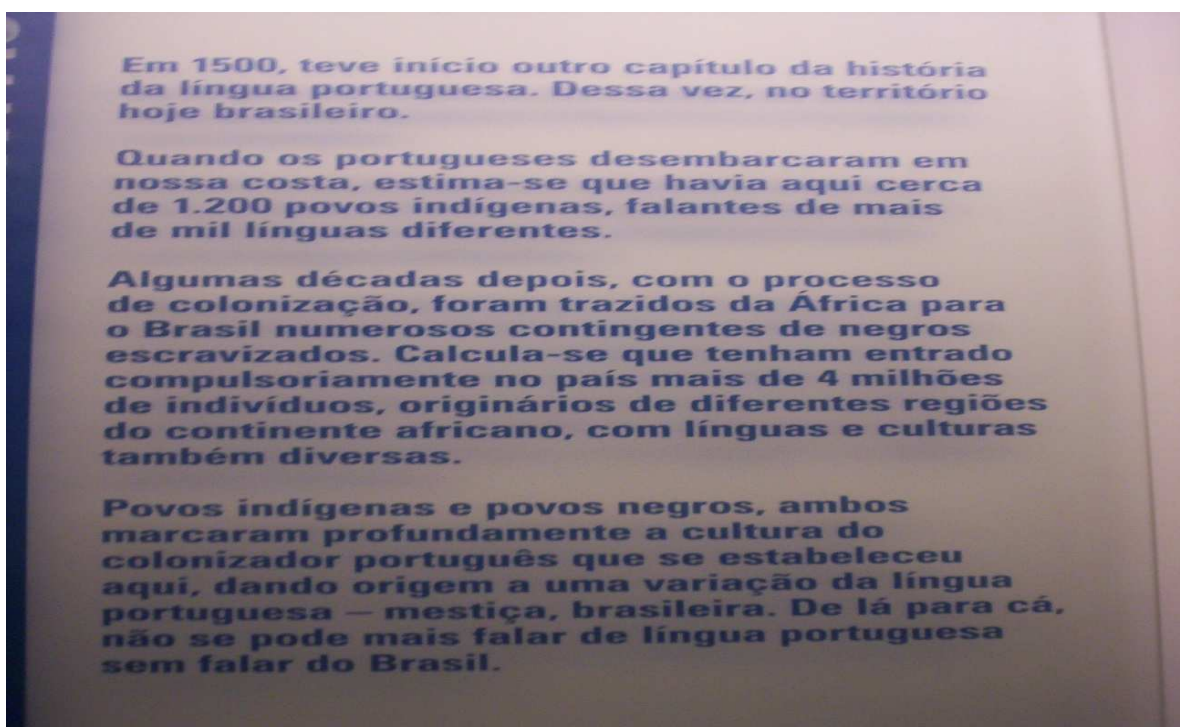 Em 1500, teve início outro capítulo da história
da língua portuguesa. Dessa vez, no território
hoje brasileiro.
Quando os portugueses desembarcaram em
nossa costa, estima-se que havia aqui cerca
de 1.200 povos indígenas, falantes de mais
de mil línguas diferentes.
Algumas décadas depois, com o processo
de colonização, foram trazidos da África para
o Brasil numerosos contingentes de negros
escravizados. Calcula-se que tenham entrado
compulsoriamente no país mais de 4 milhões
de indivíduos, originários de diferentes regiões
do continente africano, com línguas e culturas
também diversas.
Povos indígenas e povos negros, ambos
marcaram profundamente a cultura do
colonizador português que se estabeleceu
aqui, dando origem a uma variação da língua
portuguesa — mestiça, brasileira. De lá para cá,
não se pode mais falar de língua portuguesa
sem falar do Brasil.